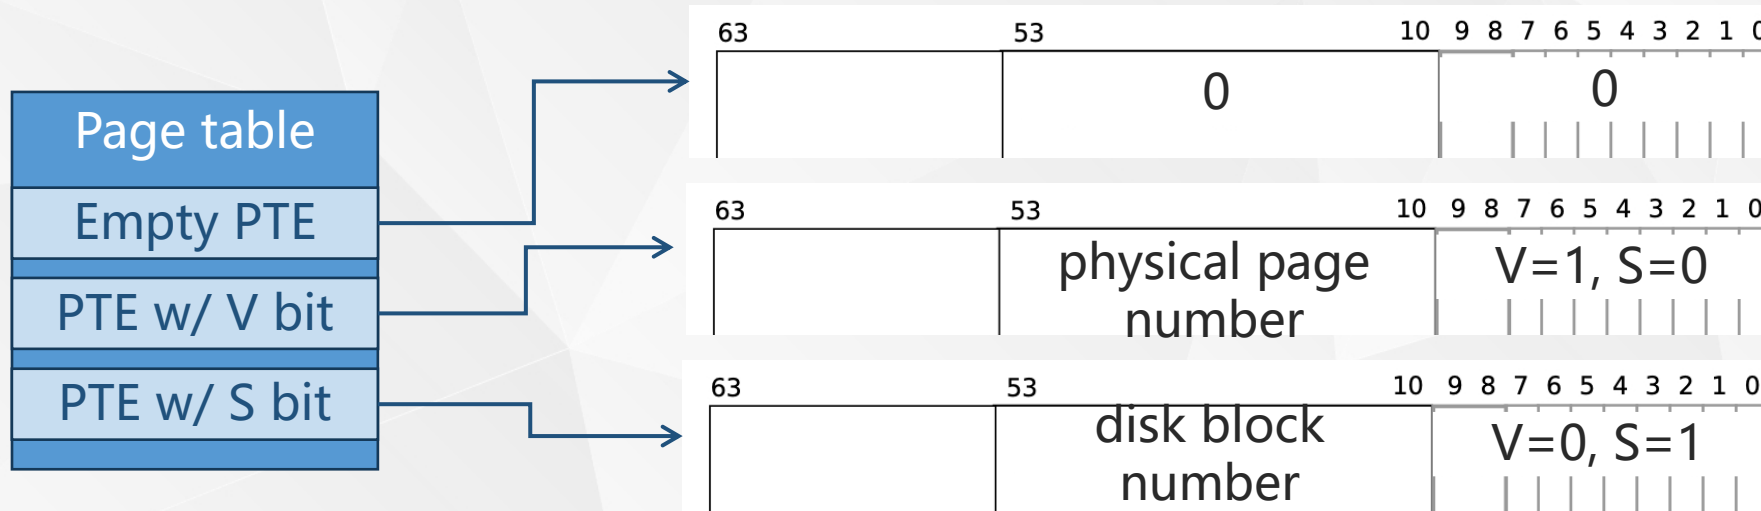 Page table
Empty PTE
PTE w/ V bit
PTE w/ S bit
63 53 10 9 8 7 6 5 4 3 2 1 0
0 0
63 53 10 9 8 7 6 5 4 3 2 1 0
physical page
number
V=1, S=0
63 53 10 9 8 7 6 5 4 3 2 1 0
disk block
number
V=0, S=1